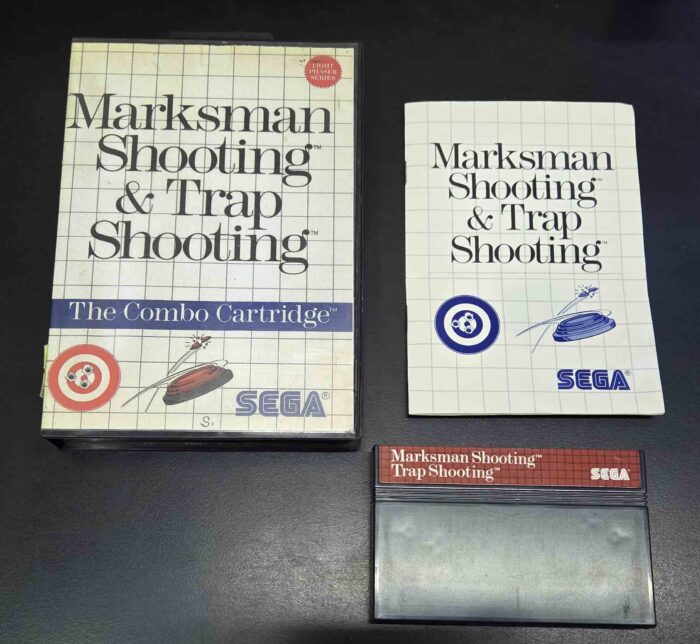 LIGHT
PHASER
SERIES
Marksman
Shooting™
& Trap
Shooting™
The Combo Cartridge™
SEGA®
S.
Marksman
Shooting™
& Trap
Shooting™
SEGA®
Marksman Shooting™
Trap Shooting™
SEGA®